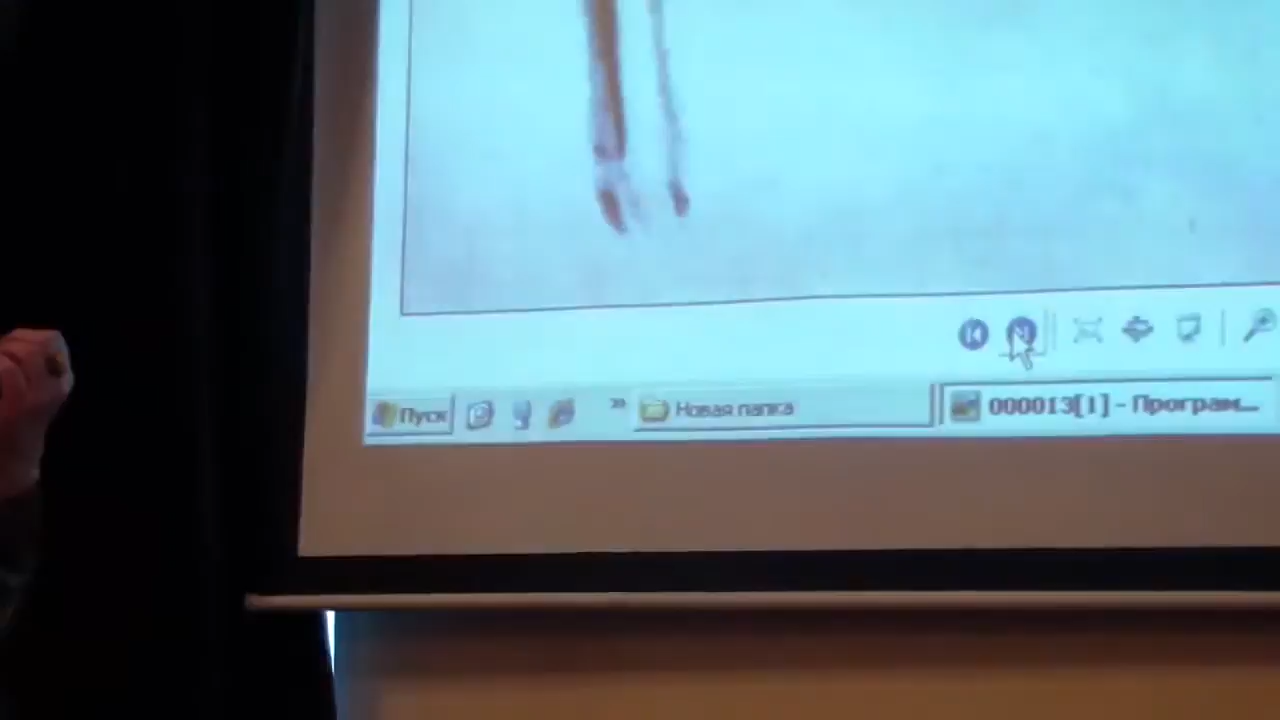 Пуск » Новая папка 000013[1] - Програм...